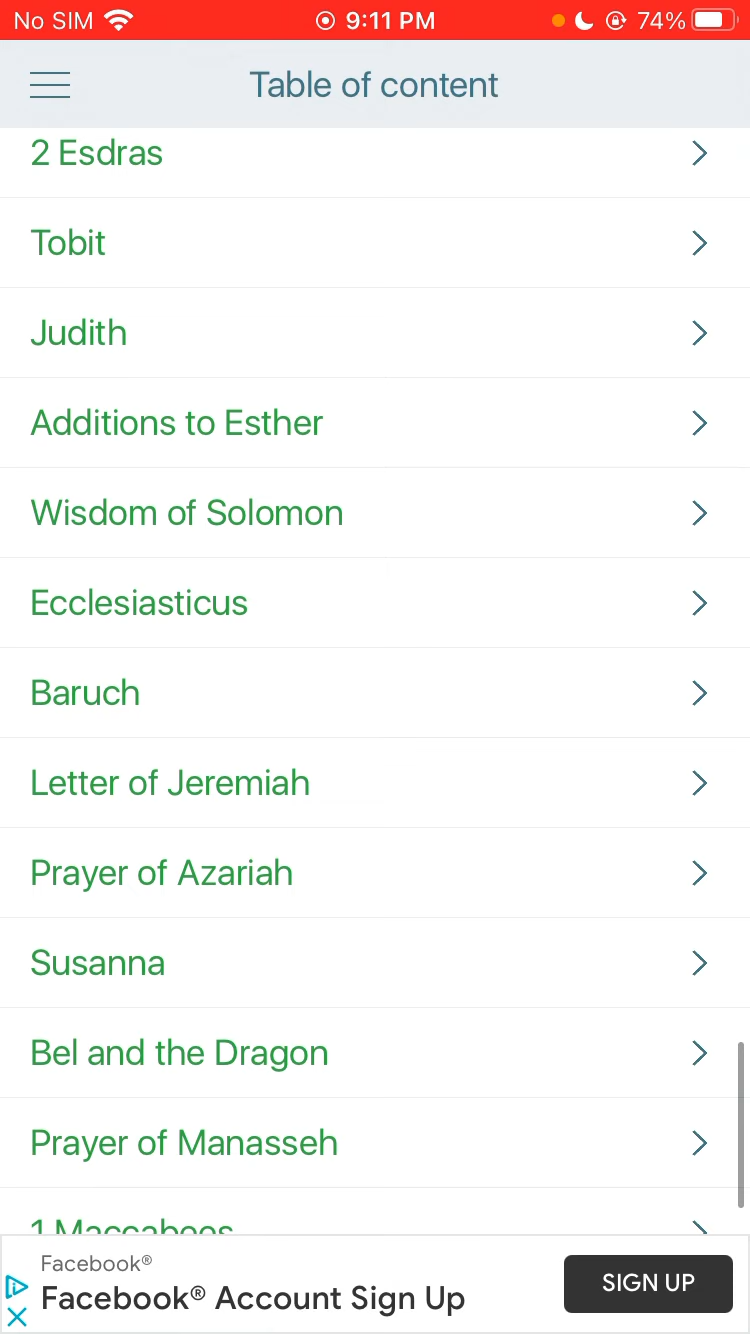 No SIM 9:11 PM 74%
Table of content
2 Esdras
Tobit
Judith
Additions to Esther
Wisdom of Solomon
Ecclesiasticus
Baruch
Letter of Jeremiah
Prayer of Azariah
Susanna
Bel and the Dragon
Prayer of Manasseh
1 Maccabees
Facebook®
Facebook® Account Sign Up
SIGN UP